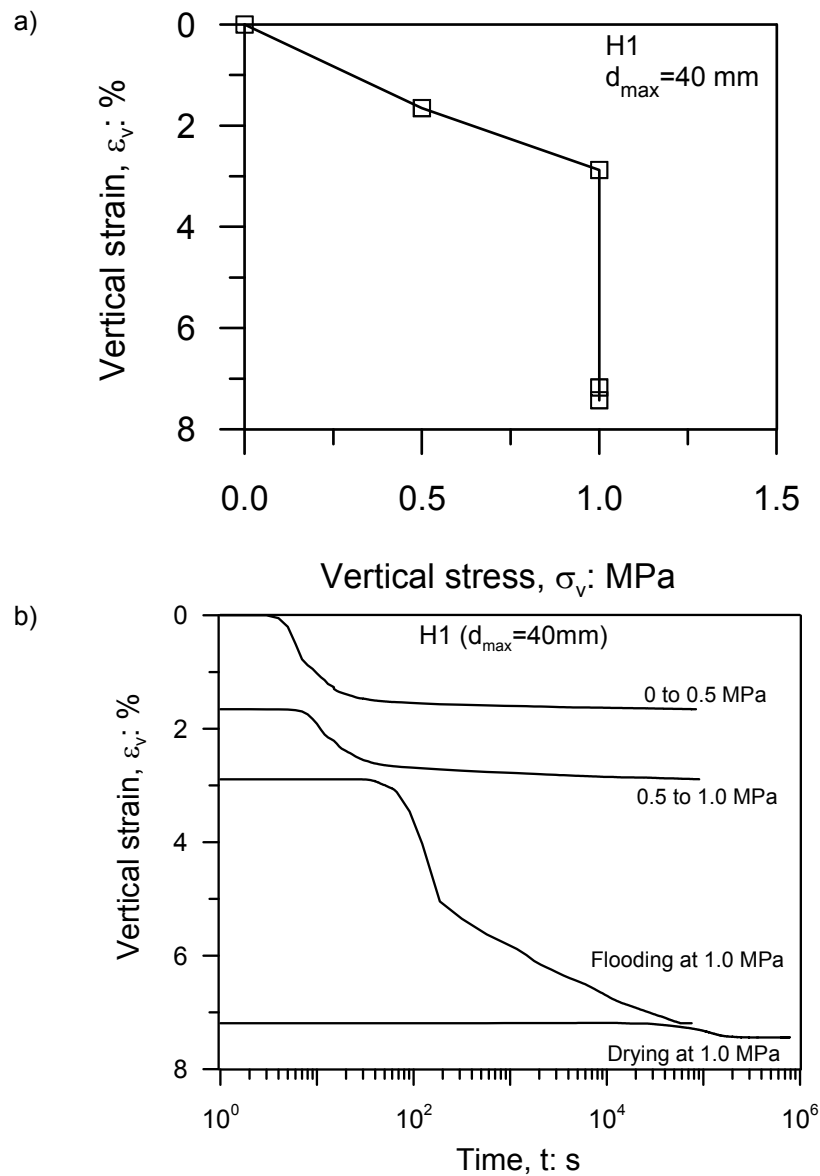 a)
H1
d_max=40 mm
Vertical strain, ε_v: %
0
2
4
6
8
0.0 0.5 1.0 1.5
Vertical stress, σ_v: MPa
b)
H1 (d_max=40mm)
Vertical strain, ε_v: %
0
2
4
6
8
0 to 0.5 MPa
0.5 to 1.0 MPa
Flooding at 1.0 MPa
Drying at 1.0 MPa
10^0 10^2 10^4 10^6
Time, t: s